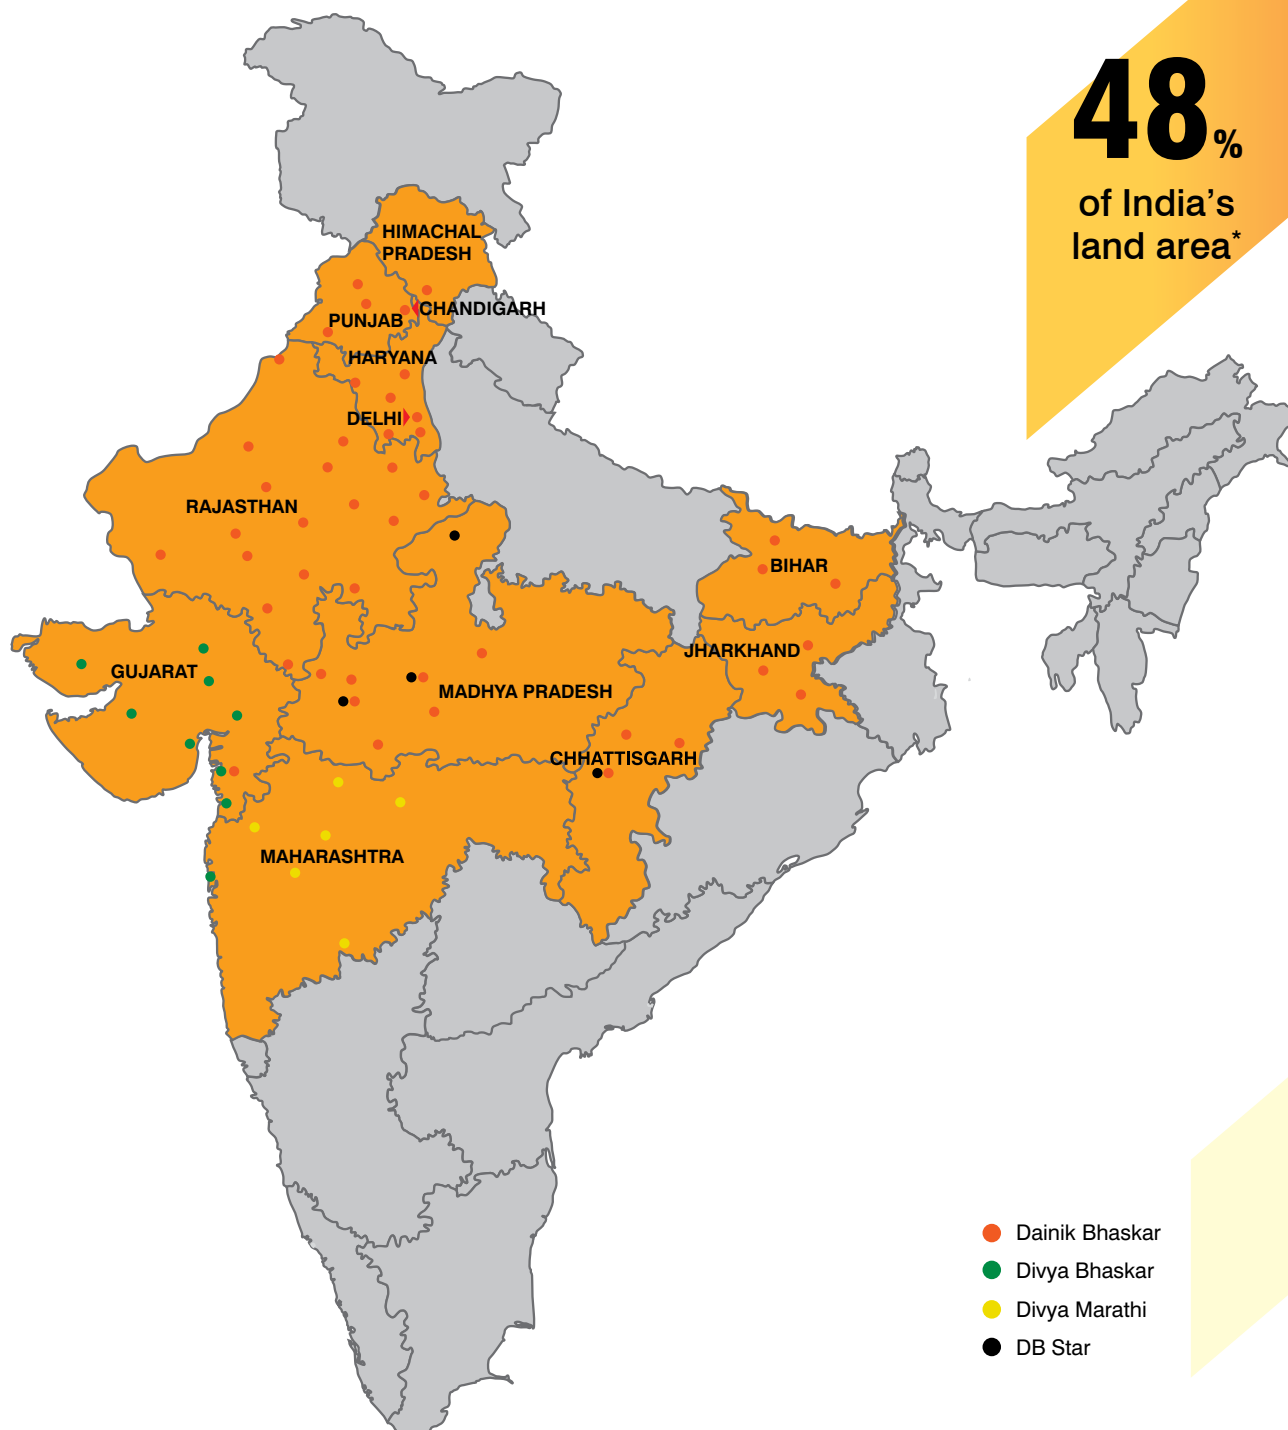 48%
of India's
land area*
HIMACHAL
PRADESH
CHANDIGARH
PUNJAB
HARYANA
DELHI
RAJASTHAN
BIHAR
JHARKHAND
GUJARAT
MADHYA PRADESH
CHHATTISGARH
MAHARASHTRA
Dainik Bhaskar
Divya Bhaskar
Divya Marathi
DB Star